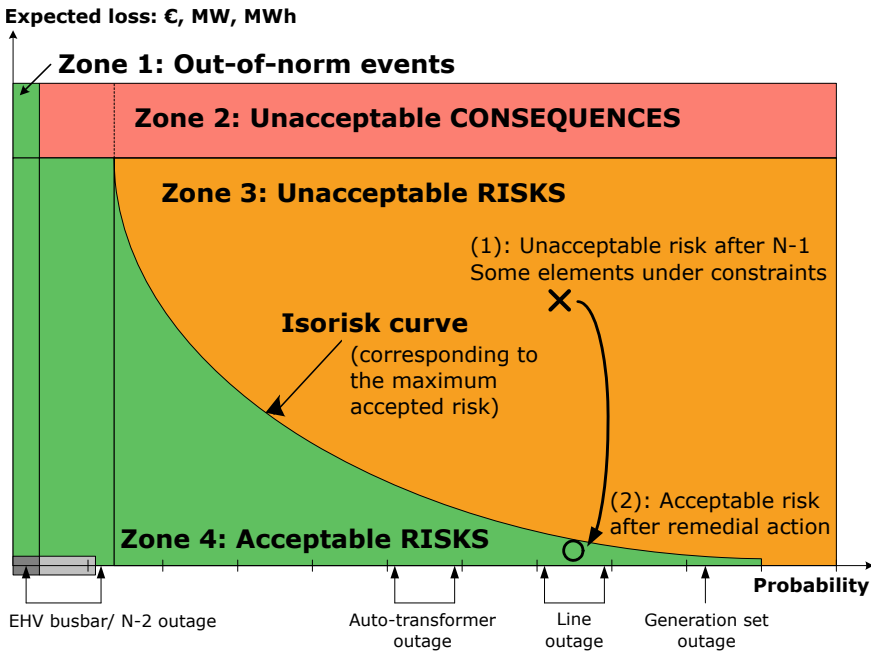 Expected loss: €, MW, MWh
Zone 1: Out-of-norm events
Zone 2: Unacceptable CONSEQUENCES
Zone 3: Unacceptable RISKS
(1): Unacceptable risk after N-1
Some elements under constraints
Isorisk curve
(corresponding to
the maximum
accepted risk)
(2): Acceptable risk
after remedial action
Zone 4: Acceptable RISKS
Probability
EHV busbar/ N-2 outage
Auto-transformer
outage
Line
outage
Generation set
outage